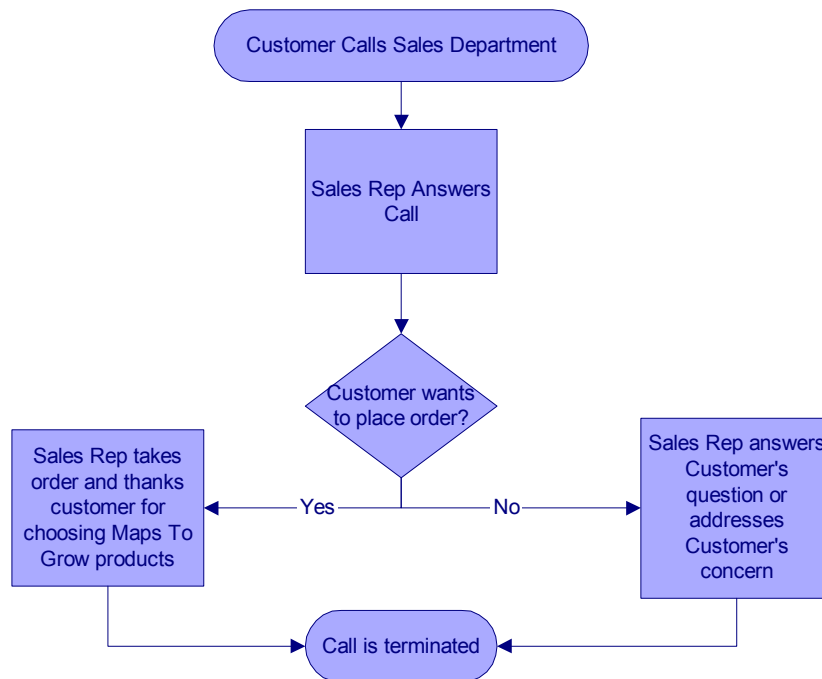 Customer Calls Sales Department
Sales Rep Answers
Call
Customer wants
to place order?
Sales Rep takes
order and thanks
customer for
choosing Maps To
Grow products
Yes
No
Sales Rep answers
Customer's
question or
addresses
Customer's
concern
Call is terminated